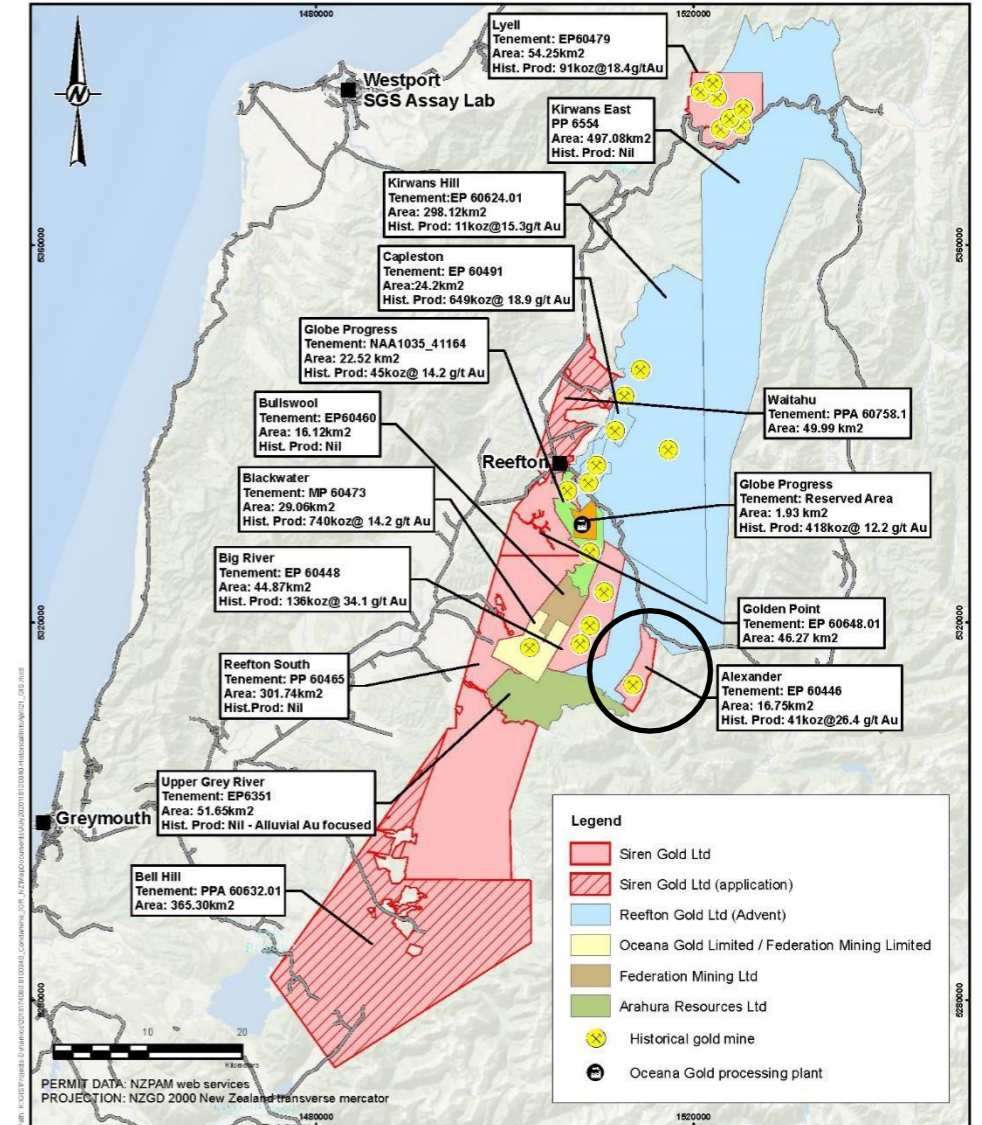 1480000
1520000
N
Lyell
Tenement: EP60479
Area: 54.25km2
Hist. Prod: 91koz@18.4g/tAu
Westport
SGS Assay Lab
Kirwans East
PP 6554
Area: 497.08km2
Hist. Prod: Nil
Kirwans Hill
Tenement:EP 60624.01
Area: 298.12km2
Hist. Prod: 11koz@15.3g/t Au
5360000
5360000
Capleston
Tenement: EP 60491
Area:24.2km2
Hist. Prod: 649koz@ 18.9 g/t Au
Globe Progress
Tenement: NAA1035_41164
Area: 22.52 km2
Hist. Prod: 45koz@ 14.2 g/t Au
Bullswool
Tenement: EP60460
Area: 16.12km2
Hist. Prod: Nil
Waitahu
Tenement: PPA 60758.1
Area: 49.99 km2
Reefton
Blackwater
Tenement: MP 60473
Area: 29.06km2
Hist. Prod: 740koz@ 14.2 g/t Au
Globe Progress
Tenement: Reserved Area
Area: 1.93 km2
Hist. Prod: 418koz@ 12.2 g/tAu
Big River
Tenement: EP 60448
Area: 44.87km2
Hist. Prod: 136koz@ 34.1 g/t Au
Golden Point
Tenement: EP 60648.01
Area: 46.27 km2
5320000
5320000
Reefton South
Tenement: PP 60465
Area: 301.74km2
Hist.Prod: Nil
Alexander
Tenement: EP 60446
Area: 16.75km2
Hist. Prod: 41koz@26.4 g/t Au
Upper Grey River
Tenement: EP6351
Area: 51.65km2
Hist. Prod: Nil - Alluvial Au focused
Greymouth
Bell Hill
Tenement: PPA 60632.01
Area: 365.30km2
Legend
Siren Gold Ltd
Siren Gold Ltd (application)
Reefton Gold Ltd (Advent)
Oceana Gold Limited / Federation Mining Limited
Federation Mining Ltd
Arahura Resources Ltd
Historical gold mine
Oceana Gold processing plant
5280000
5280000
10
20
Kilometers
PERMIT DATA: NZPAM web services
PROJECTION: NZGD 2000 New Zealand transverse mercator
1480000
1520000